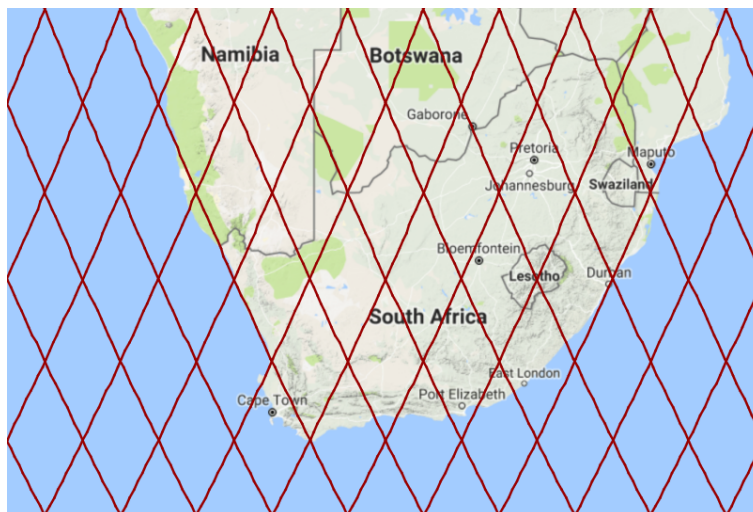 Namibia
Botswana
Gaborone
Pretoria
Maputo
Johannesburg
Swaziland
Bloemfontein
Lesotho
Durban
South Africa
East London
Port Elizabeth
Cape Town